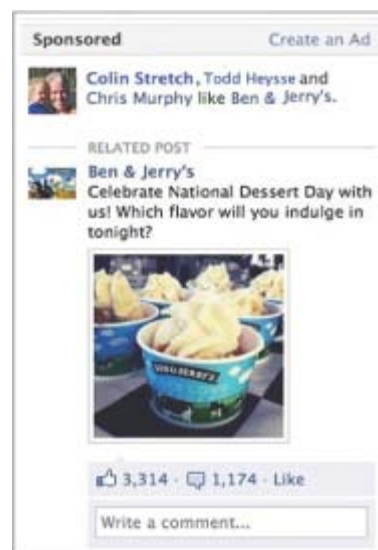 Sponsored Create an Ad
Colin Stretch, Todd Heysse and
Chris Murphy like Ben & Jerry's.
RELATED POST
Ben & Jerry's
Celebrate National Dessert Day with
us! Which flavor will you indulge in
tonight?
BEN & JERRY'S
3,314 · 1,174 · Like
Write a comment...